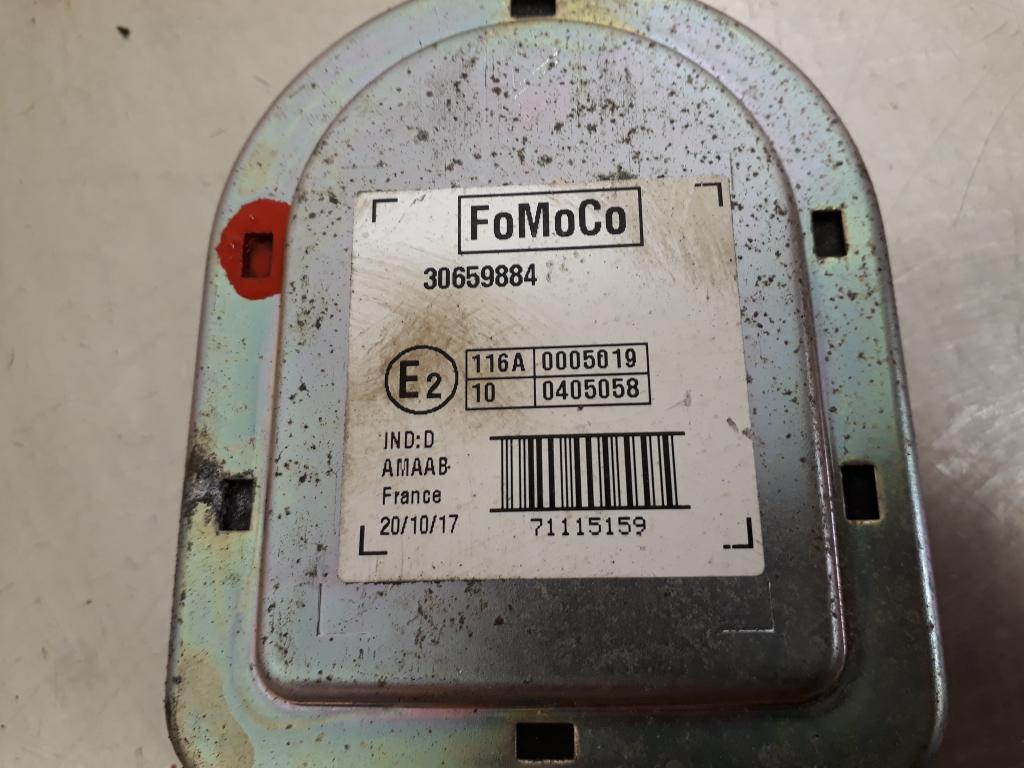 FoMoCo
30659884
E2
116A 0005019
10 0405058
IND:D
AMAAB
France
20/10/17
71115159